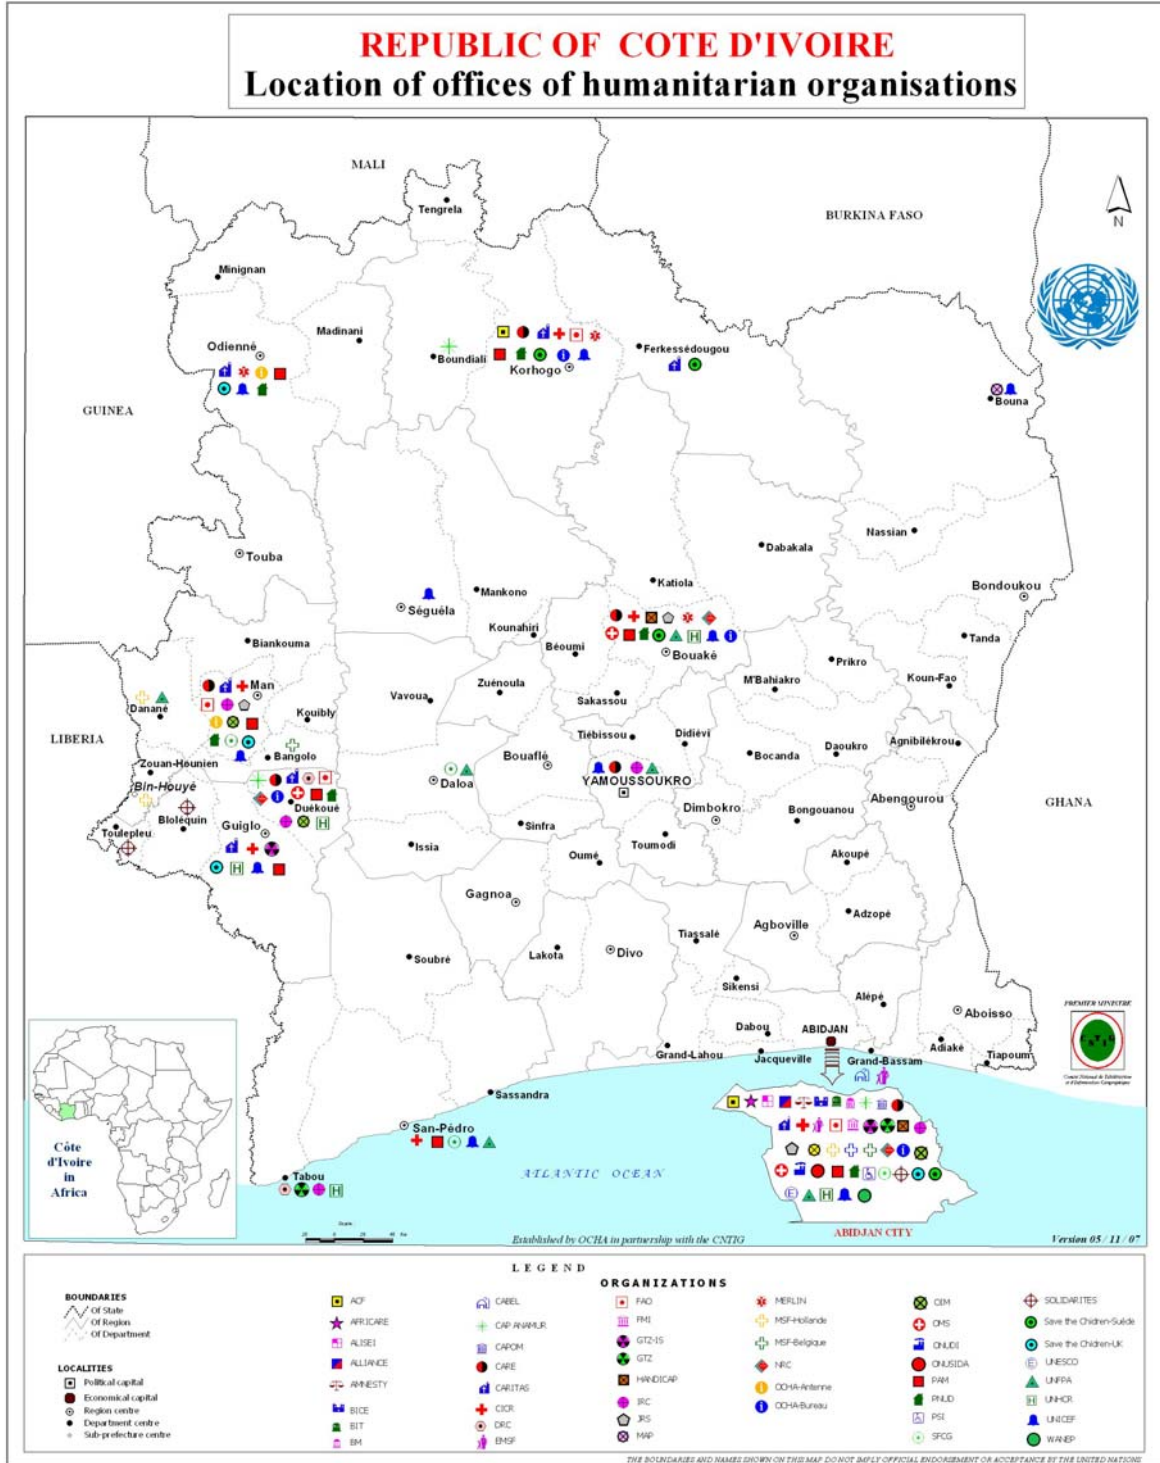 REPUBLIC OF COTE D'IVOIRE
Location of offices of humanitarian organisations
MALI
BURKINA FASO
N
Tengrela
Minignan
Madinani
Odienné
Boundiali
Korhogo
Ferkessédougou
GUINEA
Bouna
Nassian
Touba
Dabakala
Katiola
Bondoukou
Mankono
Séguéla
Kounahiri
Biankouma
Béoumi
Bouaké
Tanda
Prikro
Man
Zuénoula
M'Bahiakro
Koun-Fao
Vavoua
Sakassou
Danané
Kouibly
LIBERIA
Tiébissou
Didiévi
Agnibilékrou
Bangolo
Bouaflé
Bocanda
Daoukro
Zouan-Hounien
Bin-Houyé
Daloa
YAMOUSSOUKRO
Abengourou
GHANA
Duékoué
Dimbokro
Bongouanou
Toulepleu
Bloléquin
Guiglo
Sinfra
Issia
Oumé
Toumodi
Akoupé
Gagnoa
Adzopé
Agboville
Tiassalé
Soubré
Lakota
Divo
Sikensi
Alépé
Aboisso
PREMIER MINISTRE
Dabou
ABIDJAN
Grand-Lahou
Jacqueville
Grand-Bassam
Adiaké
Tiapoum
Sassandra
San-Pédro
Tabou
ATLANTIC OCEAN
Côte
d'Ivoire
in
Africa
ABIDJAN CITY
Established by OCHA in partnership with the CNTIG
Version 05 / 11 / 07
LEGEND
ORGANIZATIONS
BOUNDARIES
Of State
Of Region
Of Department
LOCALITIES
Political capital
Economical capital
Region centre
Department centre
Sub-prefecture centre
ACF
AFRICARE
ALISEI
ALLIANCE
AMNESTY
BICE
BIT
BM
CABEL
CAP ANAMUR
CAPOM
CARE
CARITAS
CICR
DRC
EMSF
FAO
FMI
GTZ-IS
GTZ
HANDICAP
IRC
JRS
MAP
MERLIN
MSF-Hollande
MSF-Belgique
NRC
OCHA-Antenne
OCHA-Bureau
OIM
OMS
ONUDI
ONUSIDA
PAM
PNUD
PSI
SFCG
SOLIDARITES
Save the Chidren-Suède
Save the Chidren-UK
UNESCO
UNFPA
UNHCR
UNICEF
WANEP
THE BOUNDARIES AND NAMES SHOWN ON THIS MAP DO NOT IMPLY OFFICIAL ENDORSEMENT OR ACCEPTANCE BY THE UNITED NATIONS